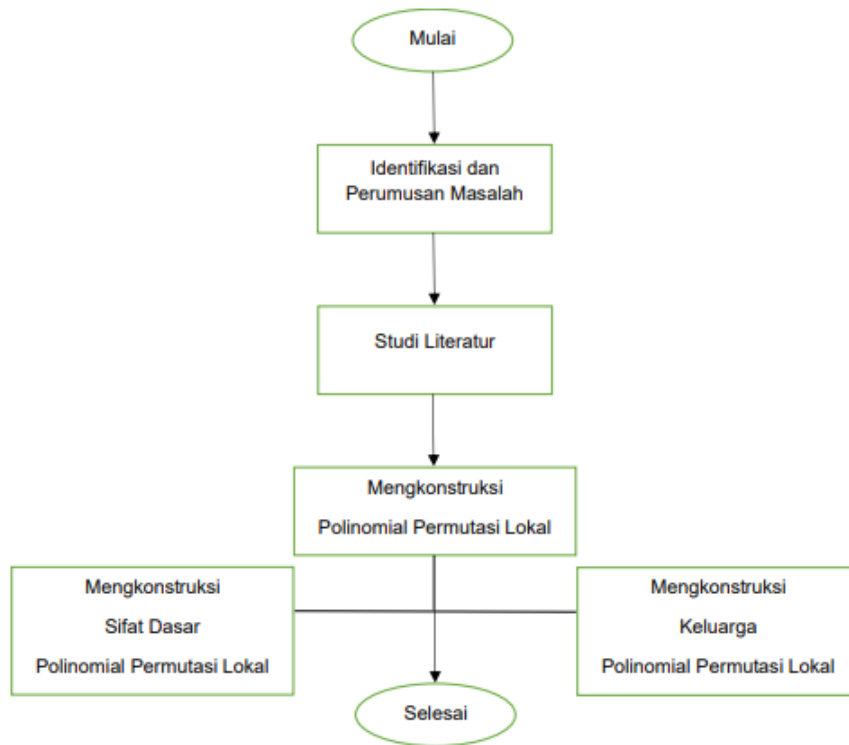 Mulai
Identifikasi dan
Perumusan Masalah
Studi Literatur
Mengkonstruksi
Polinomial Permutasi Lokal
Mengkonstruksi
Sifat Dasar
Polinomial Permutasi Lokal
Mengkonstruksi
Keluarga
Polinomial Permutasi Lokal
Selesai